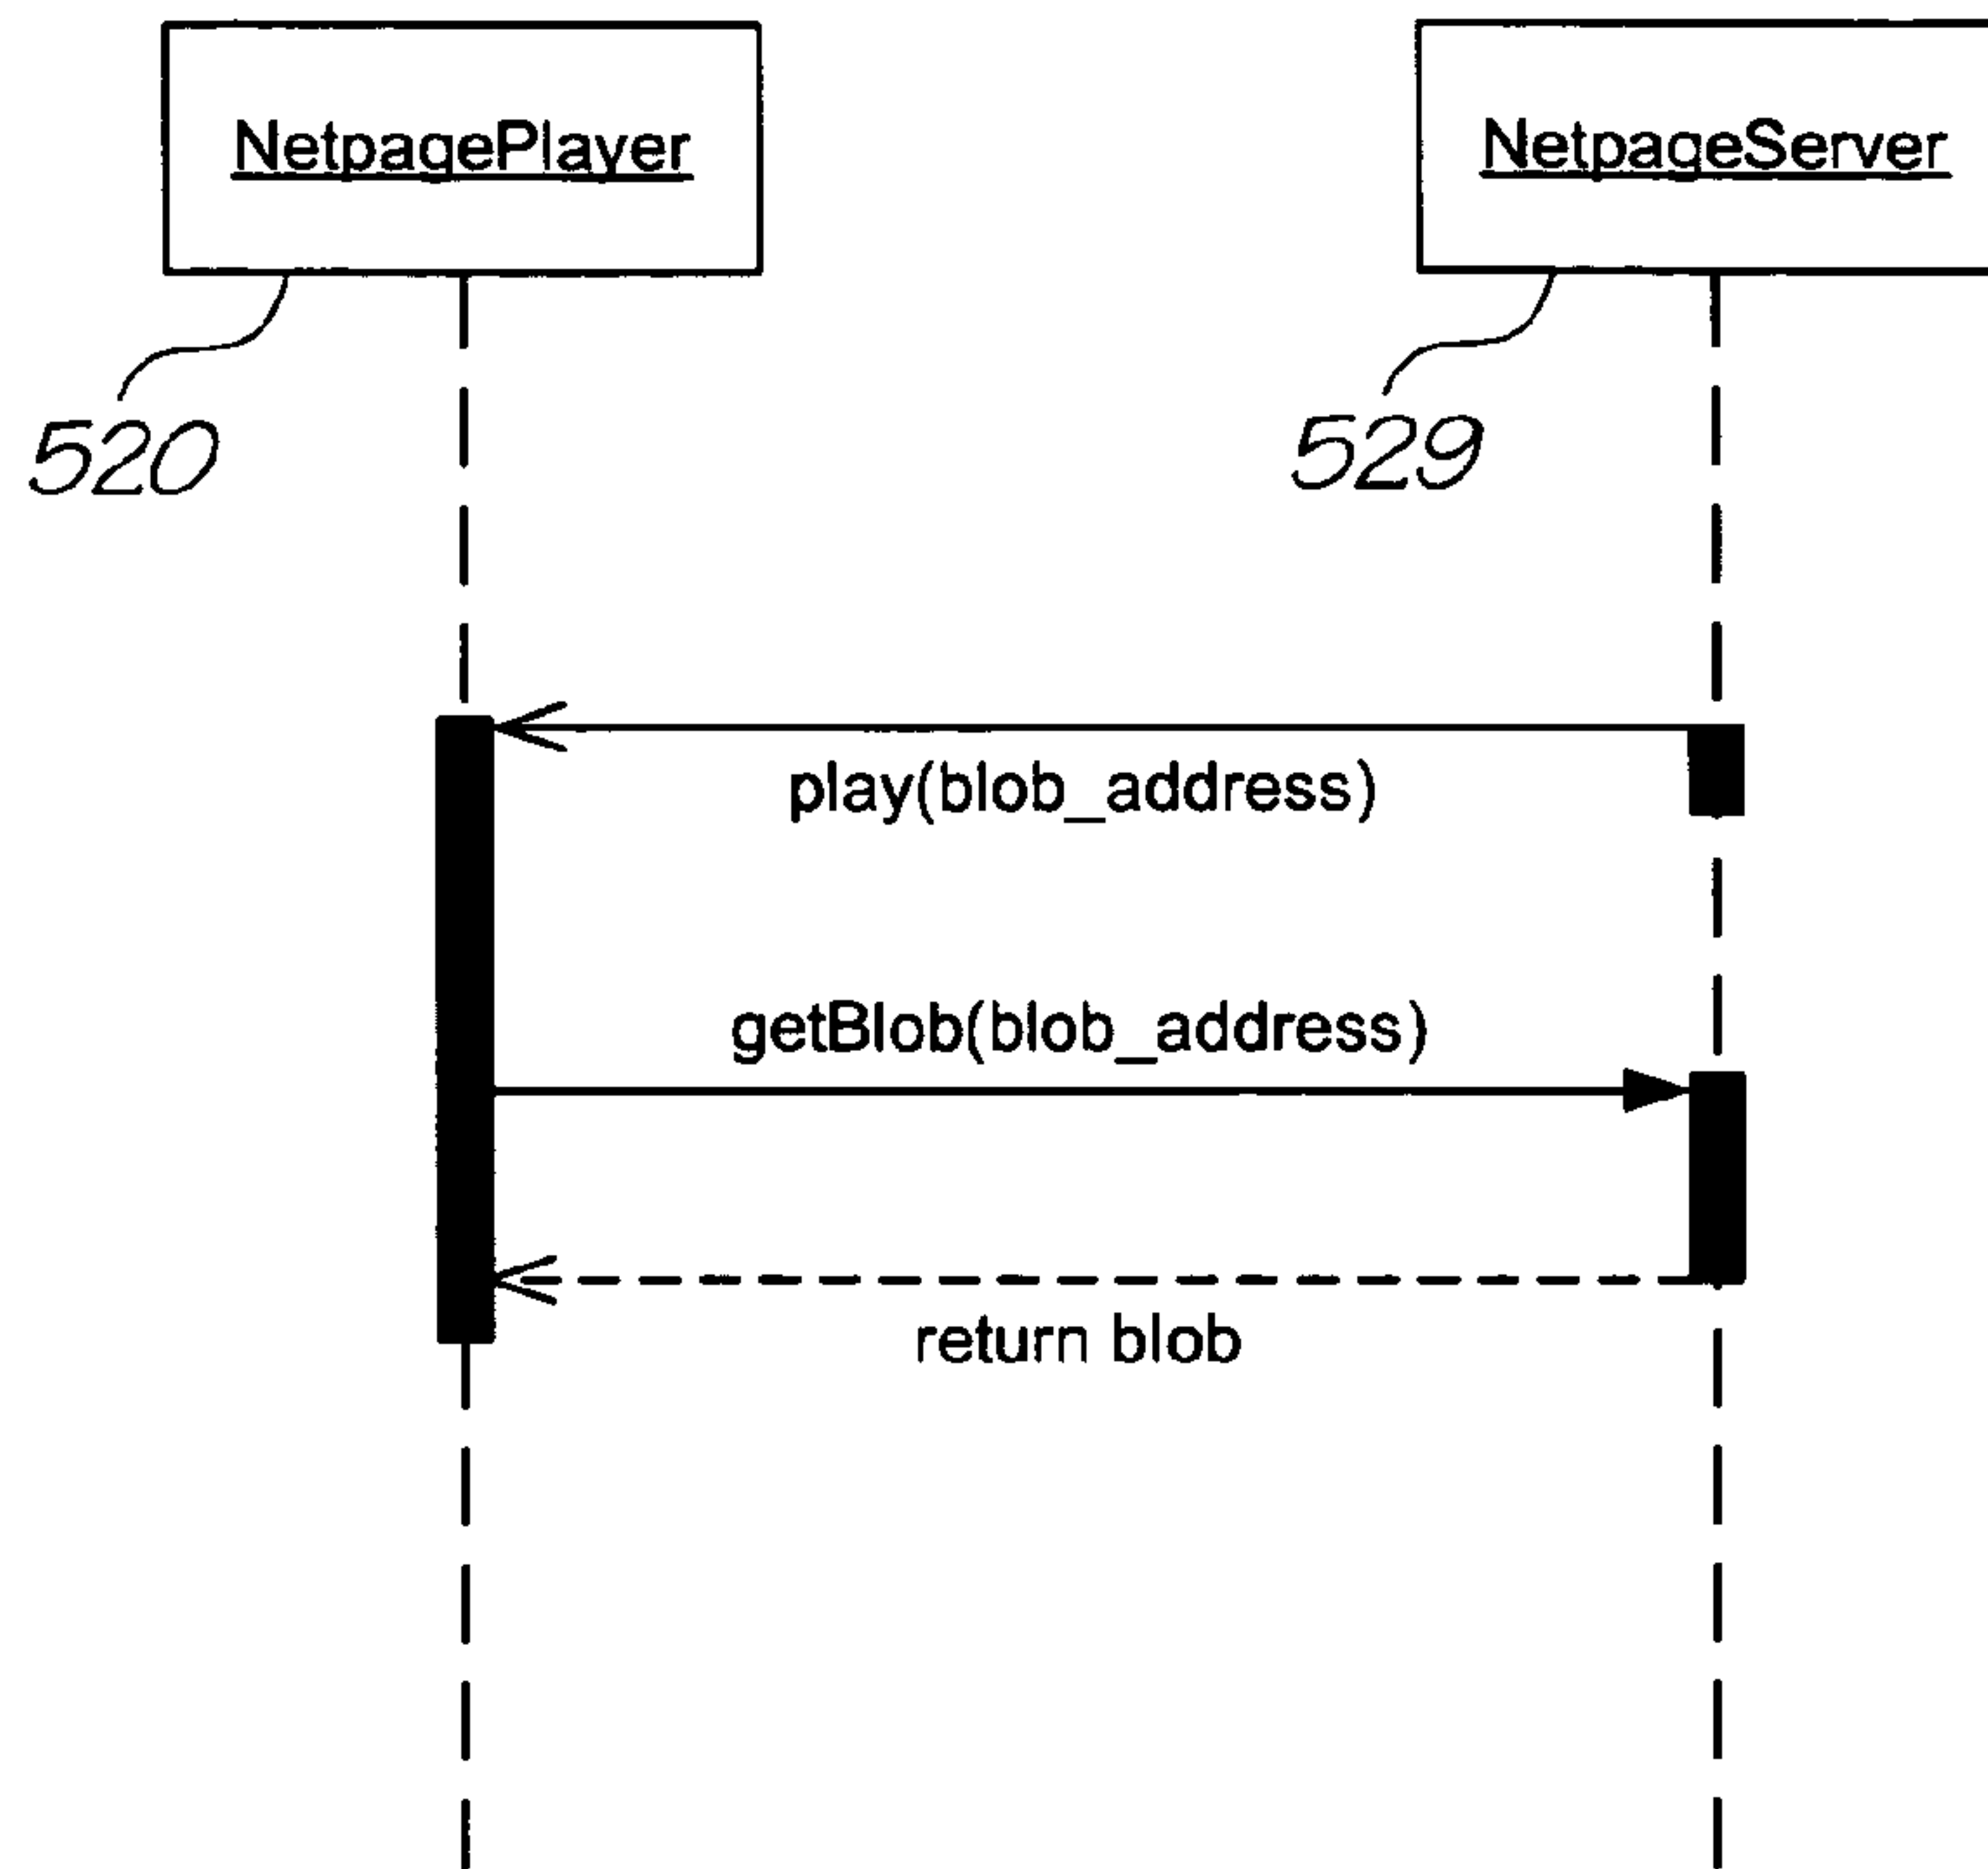 NetpagePlayer
NetpageServer
520
529
play(blob_address)
getBlob(blob_address)
return blob